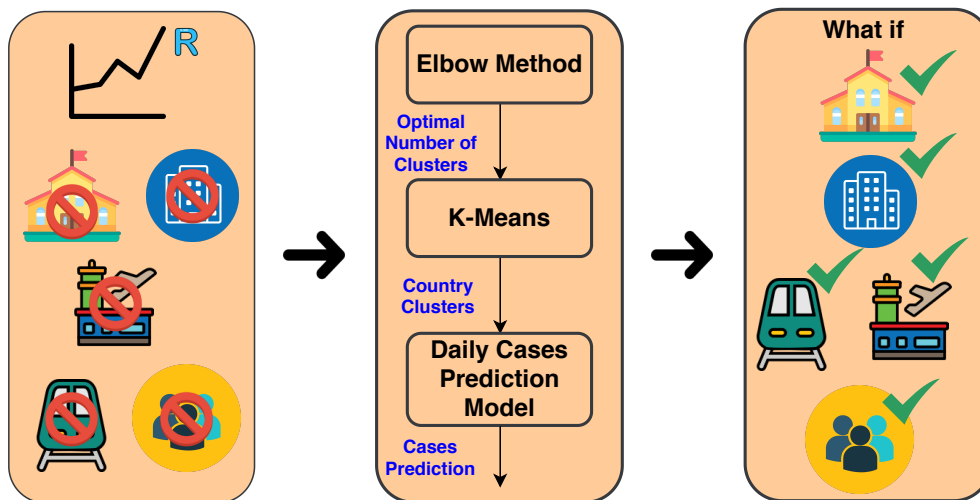 R
Elbow Method
Optimal
Number of
Clusters
K-Means
Country
Clusters
Daily Cases
Prediction
Model
Cases
Prediction
What if